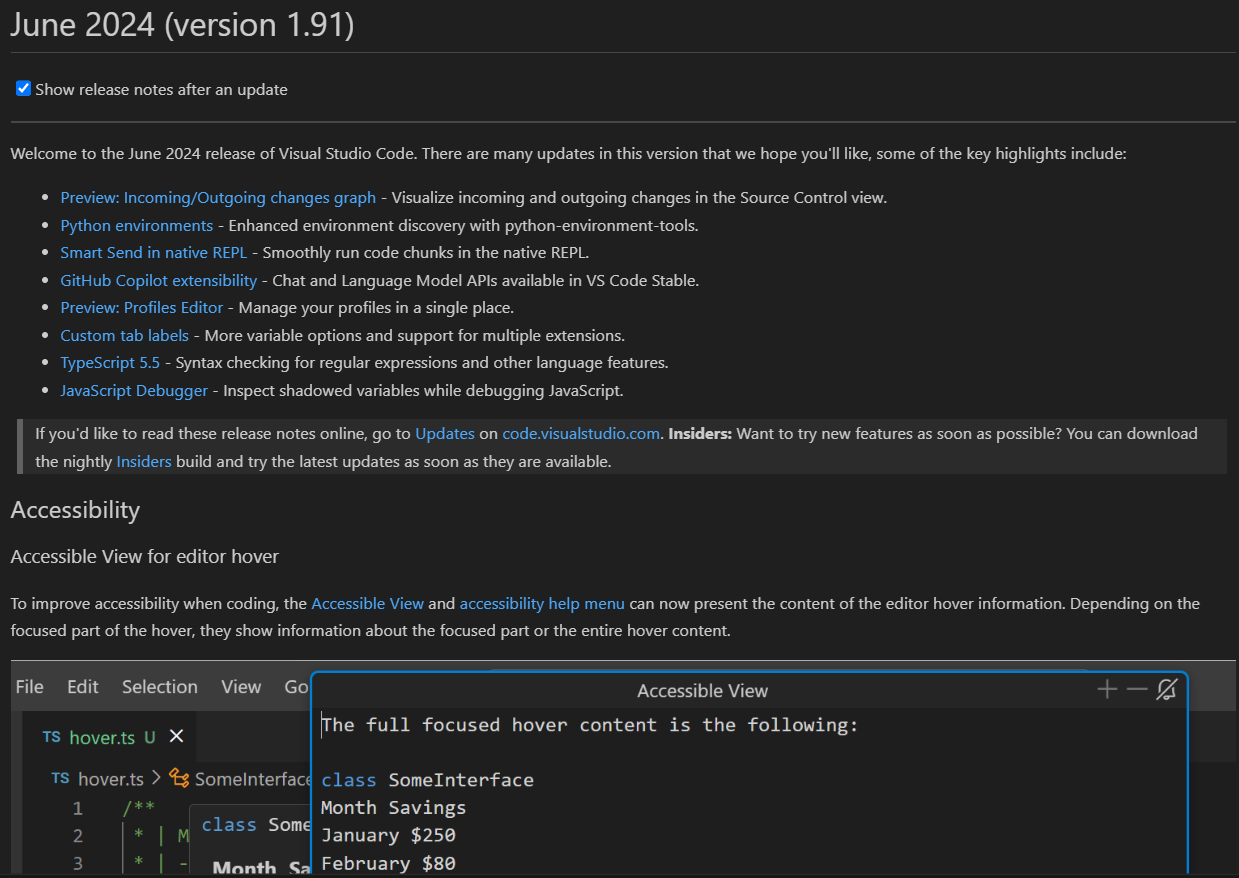 June 2024 (version 1.91)
Show release notes after an update
Welcome to the June 2024 release of Visual Studio Code. There are many updates in this version that we hope you'll like, some of the key highlights include:
Preview: Incoming/Outgoing changes graph - Visualize incoming and outgoing changes in the Source Control view.
Python environments - Enhanced environment discovery with python-environment-tools.
Smart Send in native REPL - Smoothly run code chunks in the native REPL.
GitHub Copilot extensibility - Chat and Language Model APIs available in VS Code Stable.
Preview: Profiles Editor - Manage your profiles in a single place.
Custom tab labels - More variable options and support for multiple extensions.
TypeScript 5.5 - Syntax checking for regular expressions and other language features.
JavaScript Debugger - Inspect shadowed variables while debugging JavaScript.
If you'd like to read these release notes online, go to Updates on code.visualstudio.com. Insiders: Want to try new features as soon as possible? You can download
the nightly Insiders build and try the latest updates as soon as they are available.
Accessibility
Accessible View for editor hover
To improve accessibility when coding, the Accessible View and accessibility help menu can now present the content of the editor hover information. Depending on the
focused part of the hover, they show information about the focused part or the entire hover content.
File Edit Selection View Go
TS hover.ts U
TS hover.ts > SomeInterface
1 /**
2 * | M
3 * | -
class Some
Month Sa
Accessible View
The full focused hover content is the following:
class SomeInterface
Month Savings
January $250
February $80